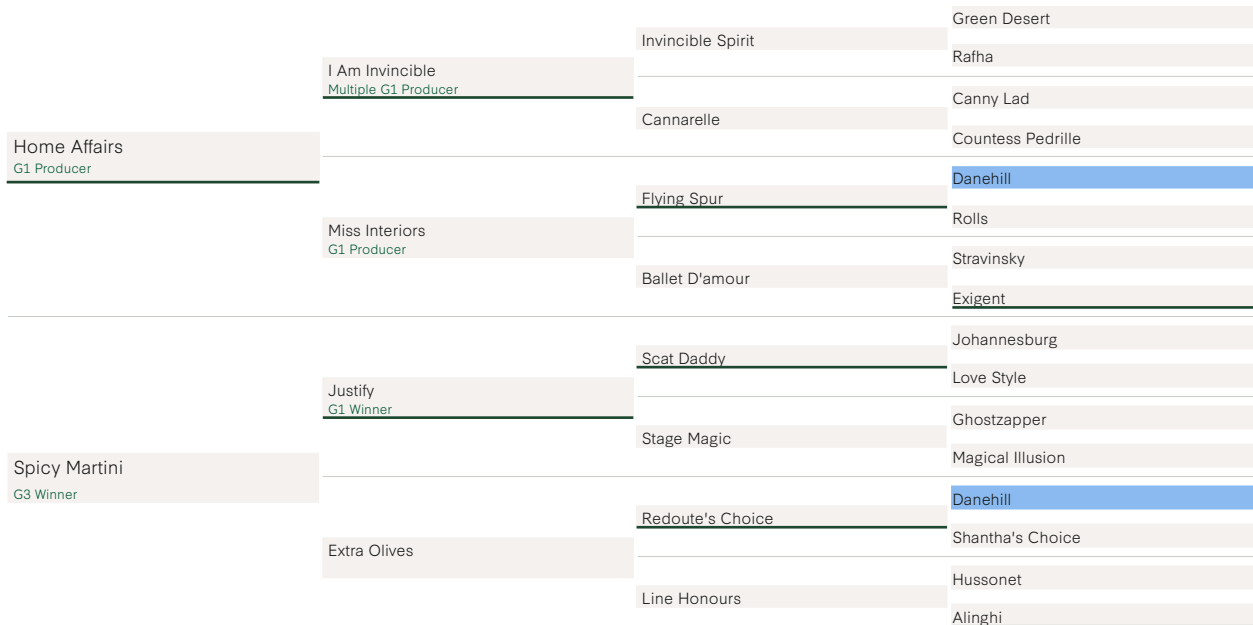 Home Affairs
G1 Producer
Spicy Martini
G3 Winner
I Am Invincible
Multiple G1 Producer
Miss Interiors
G1 Producer
Justify
G1 Winner
Extra Olives
Invincible Spirit
Cannarelle
Flying Spur
Ballet D'amour
Scat Daddy
Stage Magic
Redoute's Choice
Line Honours
Green Desert
Rafha
Canny Lad
Countess Pedrille
Danehill
Rolls
Stravinsky
Exigent
Johannesburg
Love Style
Ghostzapper
Magical Illusion
Danehill
Shantha's Choice
Hussonet
Alinghi